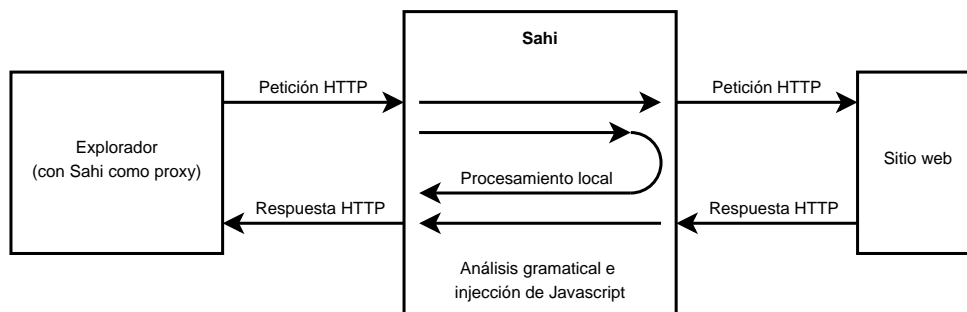 Sahi
Petición HTTP
Petición HTTP
Explorador
(con Sahi como proxy)
Sitio web
Procesamiento local
Respuesta HTTP
Respuesta HTTP
Análisis gramatical e
injección de Javascript